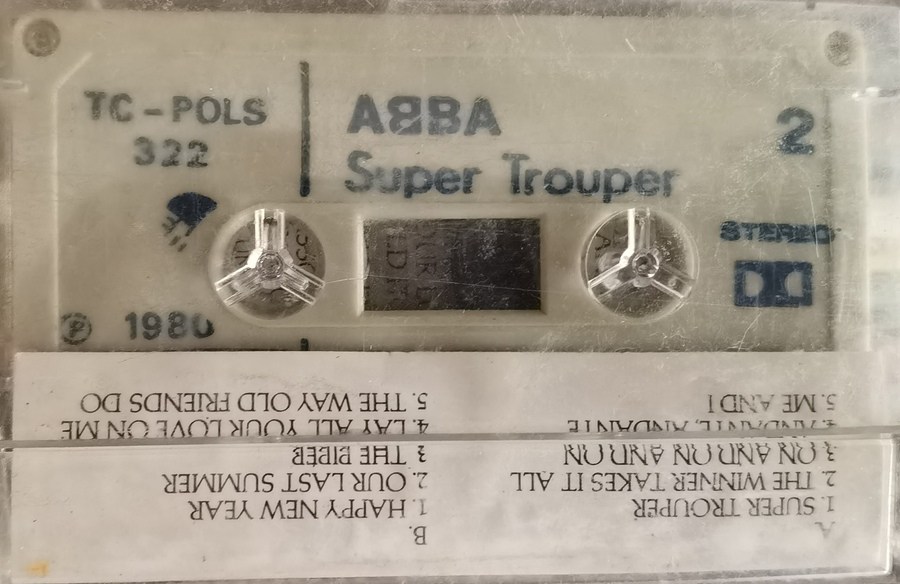 TC-POLS
322
ABBA
Super Trouper
2
STEREO
℗ 1980
A.
1. SUPER TROUPER
2. THE WINNER TAKES IT ALL
3. ON AND ON AND ON
4. ANDANTE, ANDANTE
5. ME AND I
B.
1. HAPPY NEW YEAR
2. OUR LAST SUMMER
3. THE PIPER
4. LAY ALL YOUR LOVE ON ME
5. THE WAY OLD FRIENDS DO